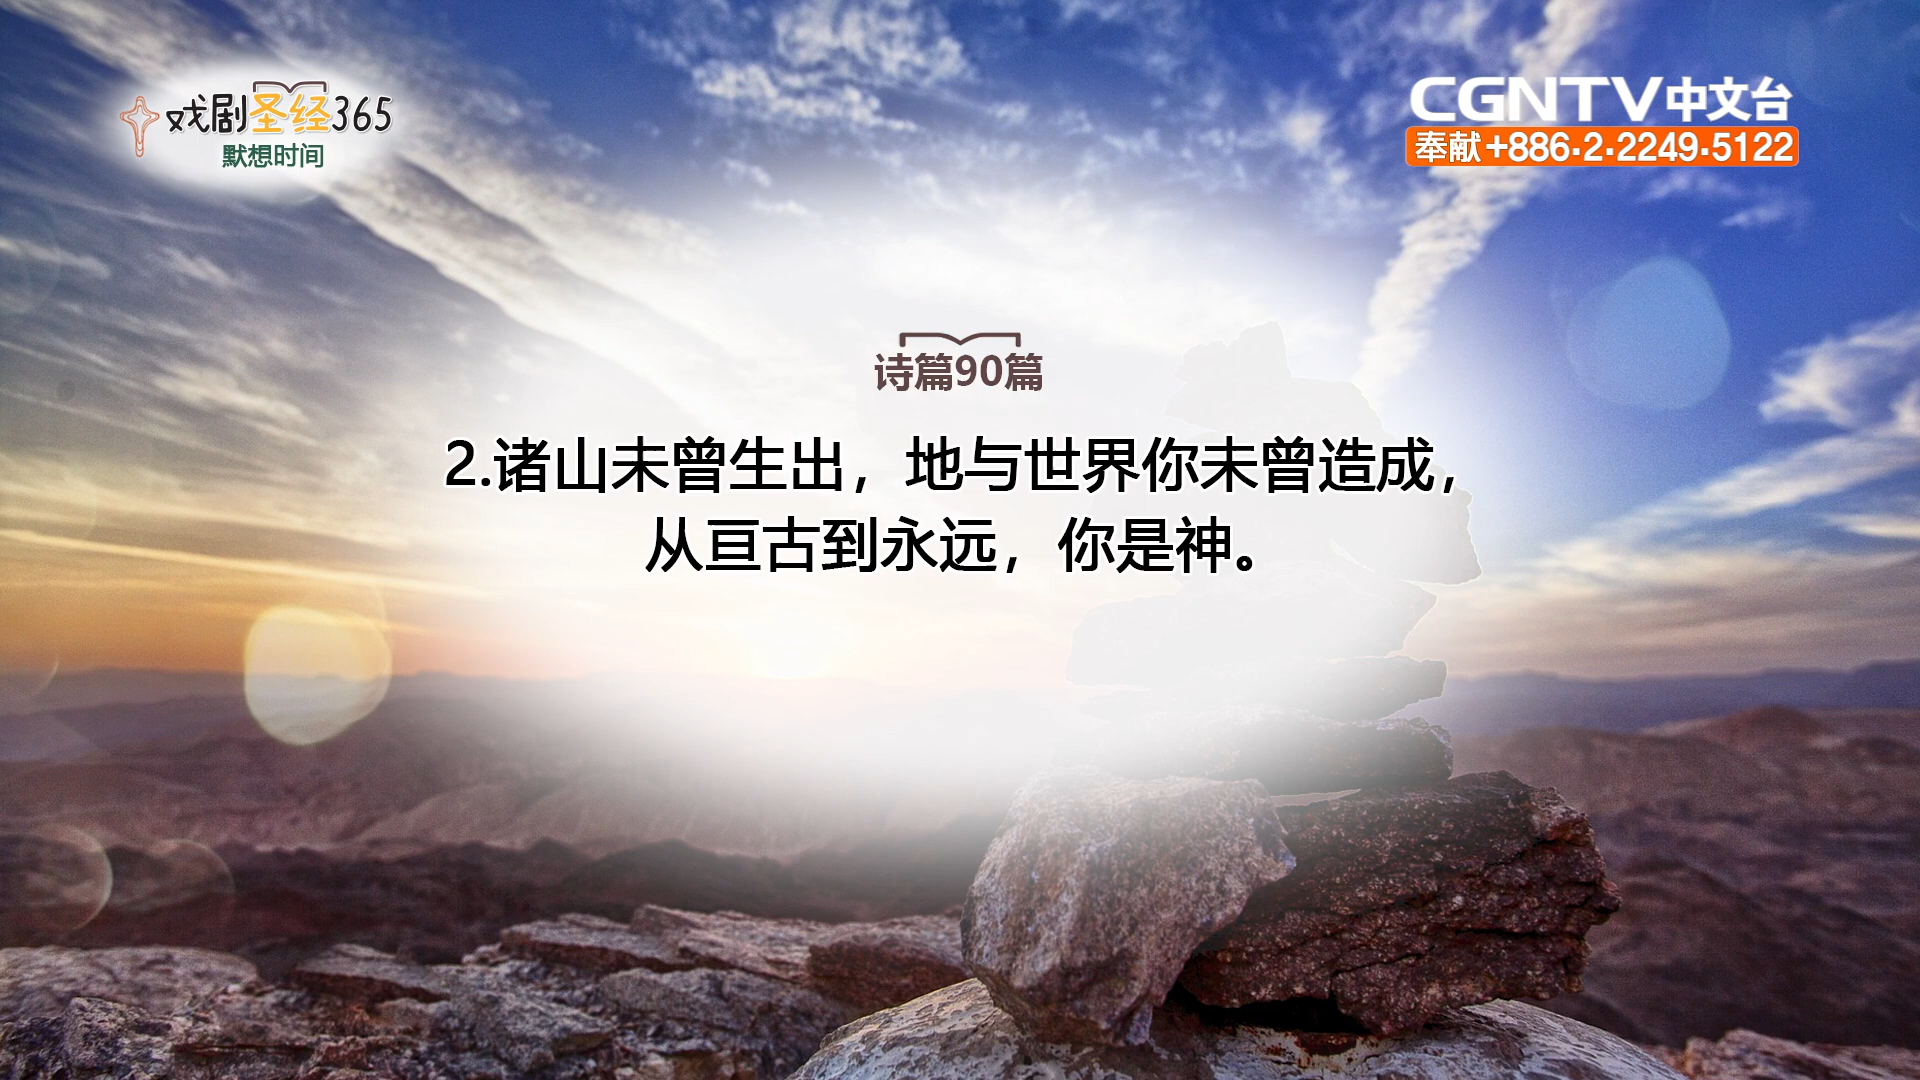 戏剧圣经365
默想时间
CGNTV中文台
奉献+886·2·2249·5122
诗篇90篇
2.诸山未曾生出，地与世界你未曾造成，
从亘古到永远，你是神。